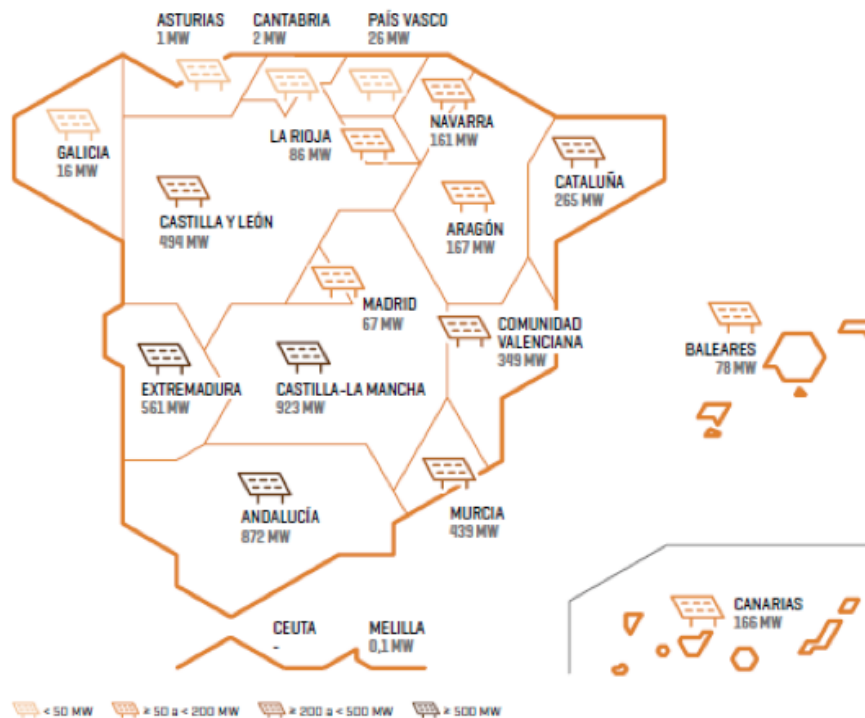 ASTURIAS
1 MW
CANTABRIA
2 MW
PAÍS VASCO
26 MW
GALICIA
16 MW
LA RIOJA
86 MW
NAVARRA
161 MW
CATALUÑA
265 MW
CASTILLA Y LEÓN
494 MW
ARAGÓN
167 MW
MADRID
67 MW
COMUNIDAD
VALENCIANA
349 MW
BALEARES
78 MW
EXTREMADURA
561 MW
CASTILLA-LA MANCHA
923 MW
ANDALUCÍA
872 MW
MURCIA
439 MW
CANARIAS
166 MW
CEUTA
-
MELILLA
0,1 MW
< 50 MW
≥ 50 a < 200 MW
≥ 200 a < 500 MW
≥ 500 MW